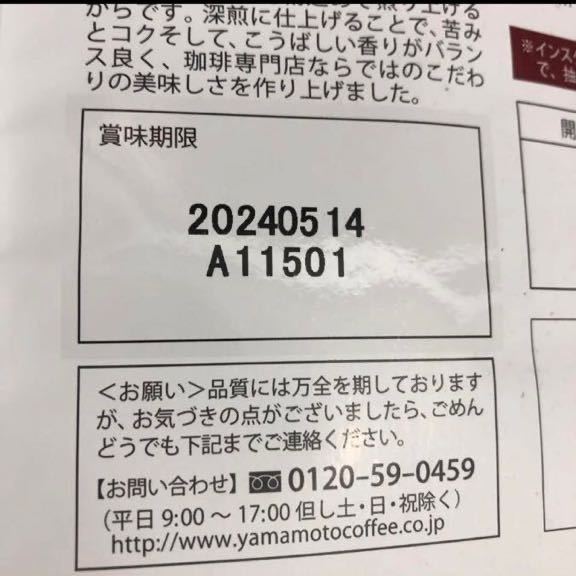 からです。深煎に仕上げることで、苦み
とコクそして、こうばしい香りがバラン
ス良く、珈琲専門店ならではのこだわ
りの美味しさを作り上げました。
※インス
で、抽
開
賞味期限
20240514
A11501
＜お願い＞品質には万全を期しております
が、お気づきの点がございましたら、ごめん
どうでも下記までご連絡ください。
【お問い合わせ】0120-59-0459
（平日 9:00 〜 17:00 但し土・日・祝除く）
http://www.yamamotocoffee.co.jp